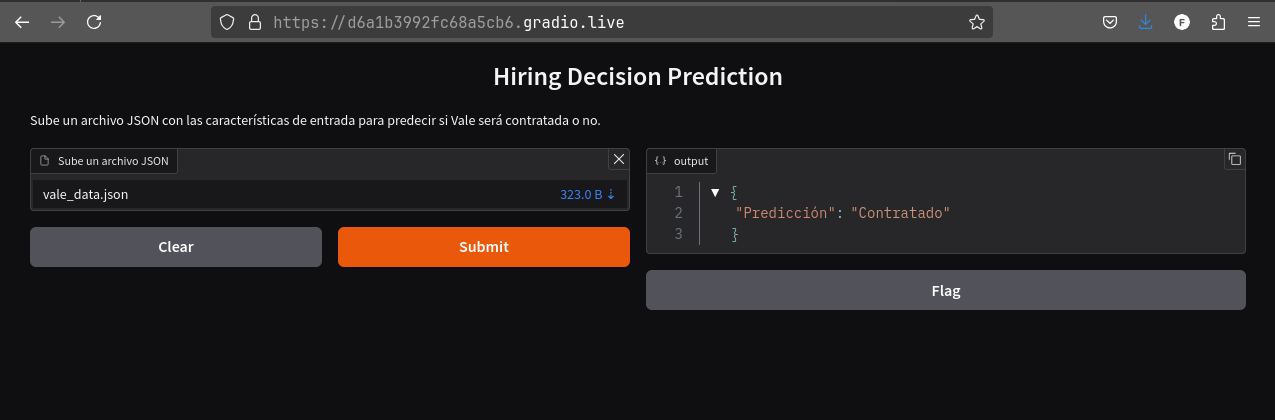 https://d6a1b3992fc68a5cb6.gradio.live
F
Hiring Decision Prediction
Sube un archivo JSON con las características de entrada para predecir si Vale será contratada o no.
Sube un archivo JSON
vale_data.json 323.0 B ⇣
Clear Submit
{ } output
1 ▼ {
2 "Predicción": "Contratado"
3 }
Flag